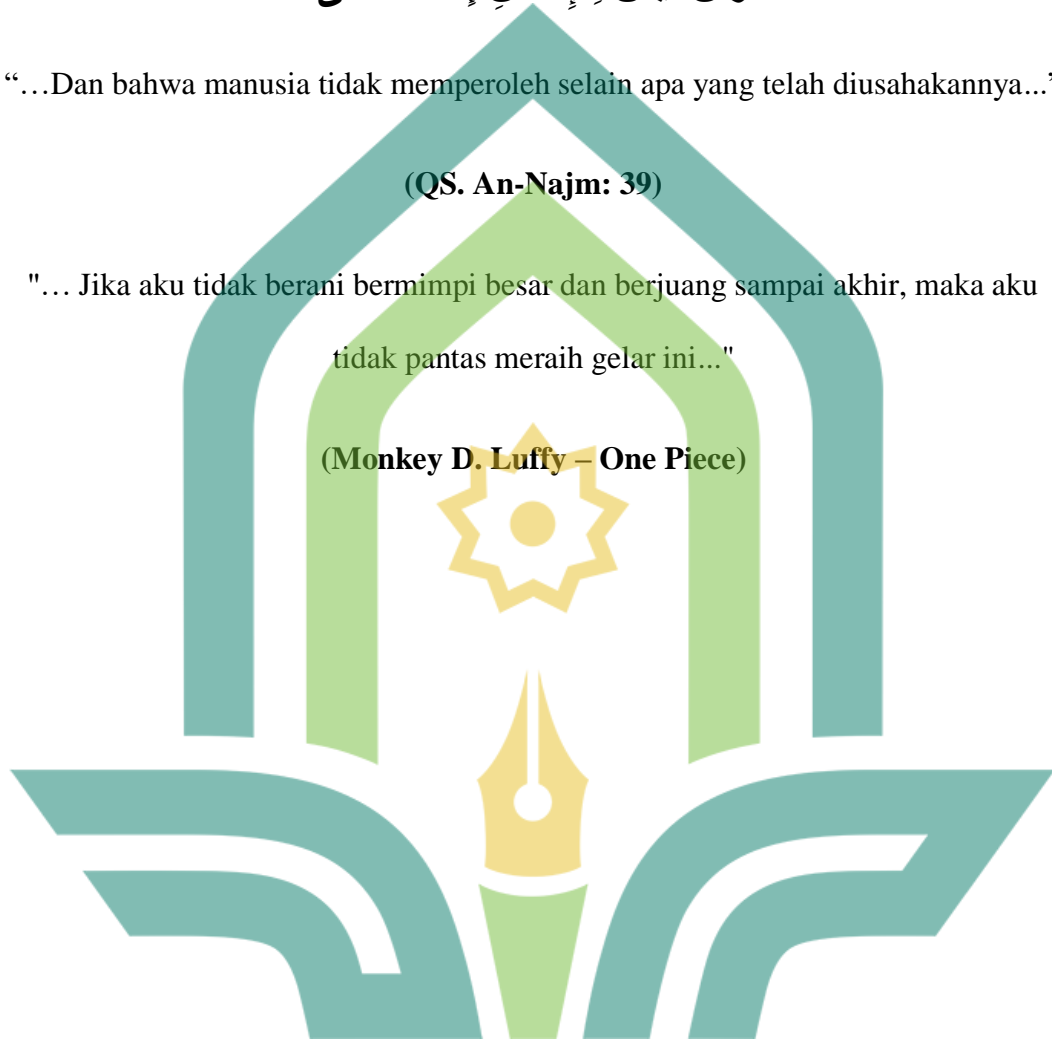 “…Dan bahwa manusia tidak memperoleh selain apa yang telah diusahakannya...”
(QS. An-Najm: 39)
"… Jika aku tidak berani bermimpi besar dan berjuang sampai akhir, maka aku
tidak pantas meraih gelar ini..."
(Monkey D. Luffy – One Piece)